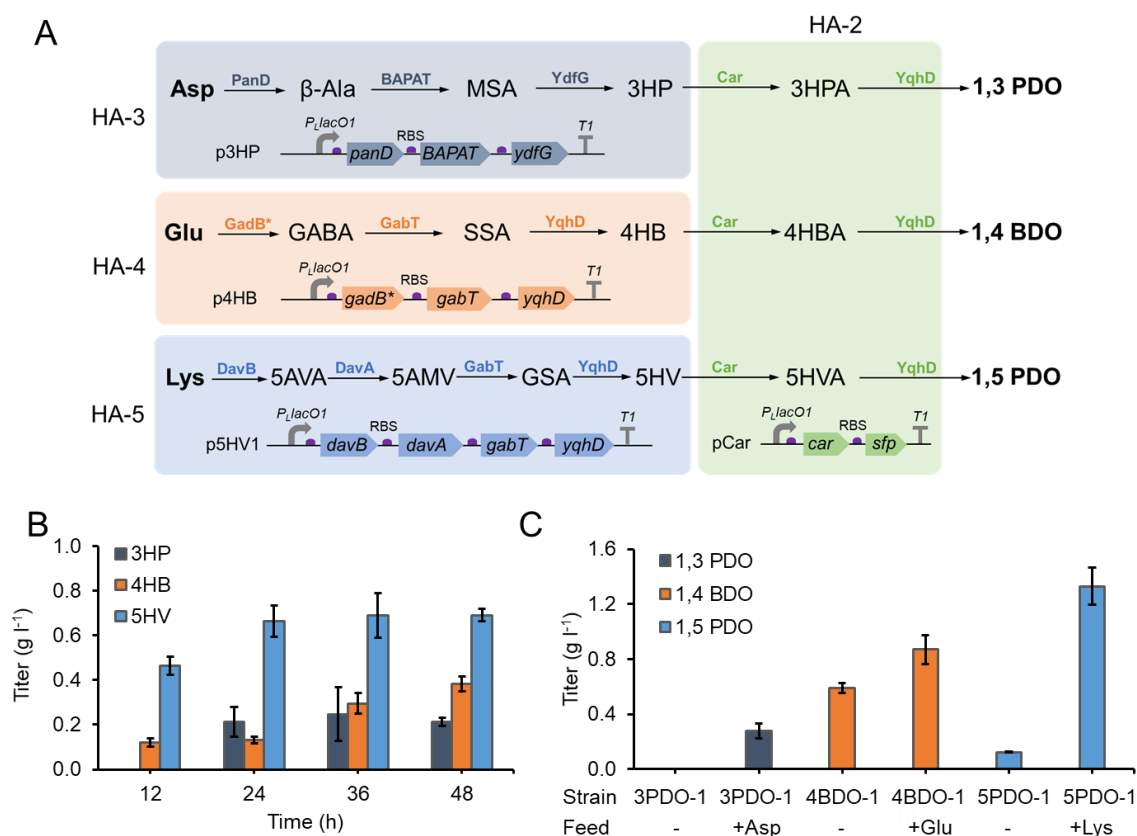 A
HA-2
HA-3
Asp PanD β-Ala BAPAT MSA YdfG 3HP Car 3HPA YqhD 1,3 PDO
PLlacO1 RBS T1
p3HP panD BAPAT ydfG
HA-4
Glu GadB* GABA GabT SSA YqhD 4HB Car 4HBA YqhD 1,4 BDO
PLlacO1 RBS T1
p4HB gadB* gabT yqhD
HA-5
Lys DavB 5AVA DavA 5AMV GabT GSA YqhD 5HV Car 5HVA YqhD 1,5 PDO
PLlacO1 RBS T1 PLlacO1 RBS T1
p5HV1 davB davA gabT yqhD pCar car sfp
B
Titer (g l-1)
1.0
0.8
0.6
0.4
0.2
0.0
3HP
4HB
5HV
12 24 36 48
Time (h)
C
Titer (g l-1)
1.6
1.2
0.8
0.4
0.0
1,3 PDO
1,4 BDO
1,5 PDO
Strain 3PDO-1 3PDO-1 4BDO-1 4BDO-1 5PDO-1 5PDO-1
Feed - +Asp - +Glu - +Lys